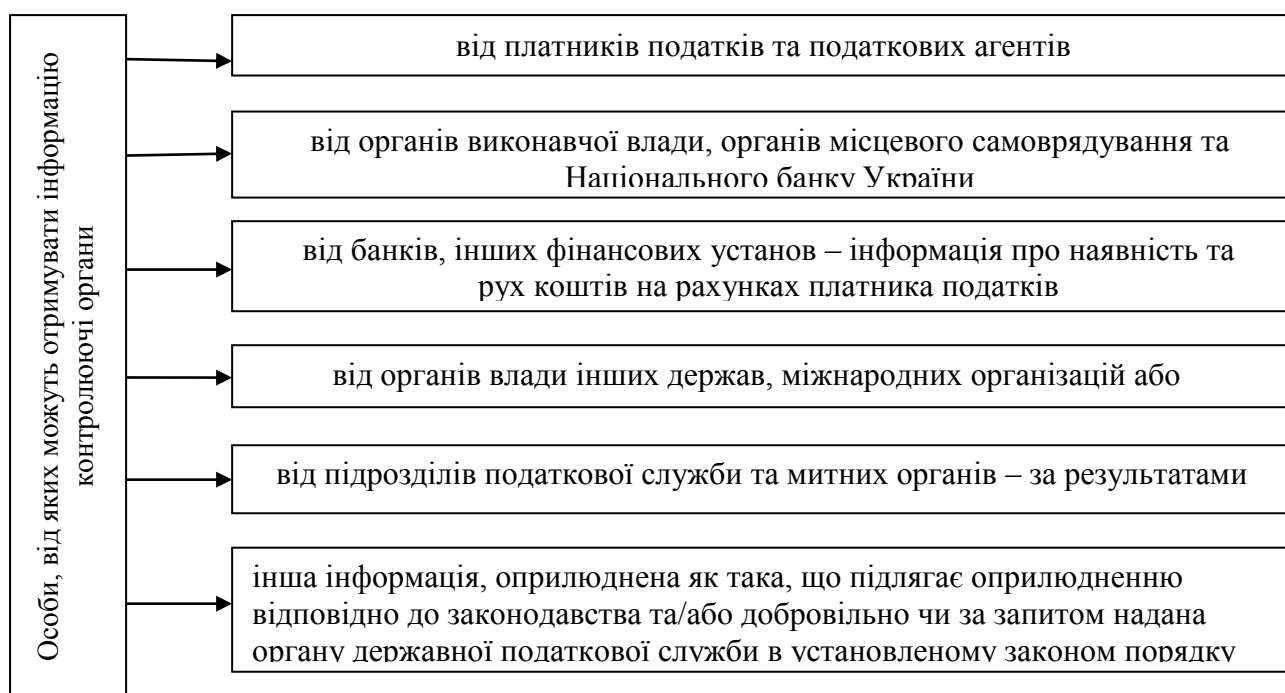 Особи, від яких можуть отримувати інформацію
контролюючі органи
від платників податків та податкових агентів
від органів виконавчої влади, органів місцевого самоврядування та
Національного банку України
від банків, інших фінансових установ – інформація про наявність та
рух коштів на рахунках платника податків
від органів влади інших держав, міжнародних організацій або
від підрозділів податкової служби та митних органів – за результатами
інша інформація, оприлюднена як така, що підлягає оприлюдненню
відповідно до законодавства та/або добровільно чи за запитом надана
органу державної податкової служби в установленому законом порядку